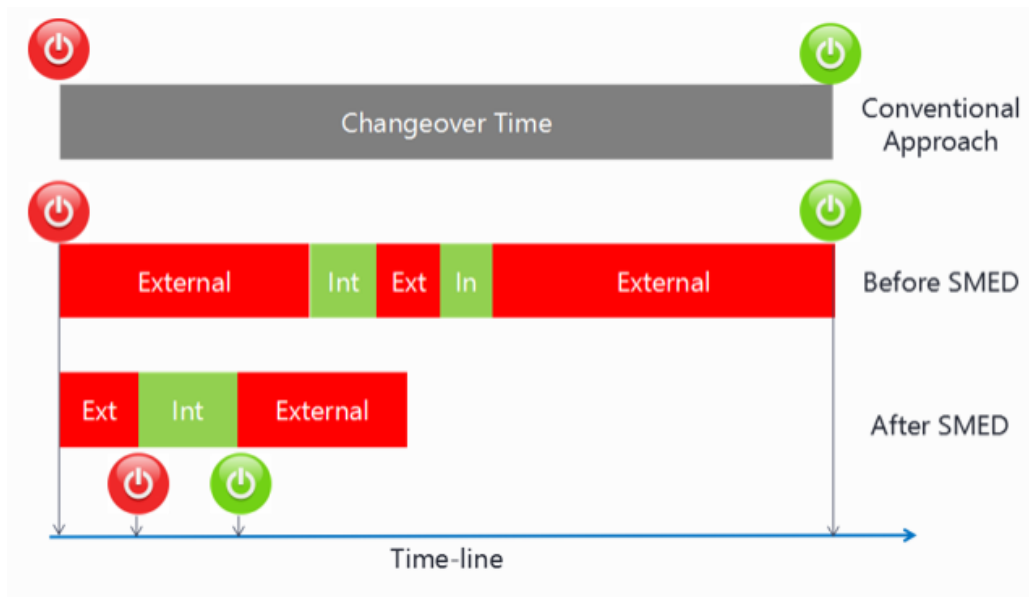 Changeover Time
Conventional
Approach
External Int Ext In External
Before SMED
Ext Int External
After SMED
Time-line